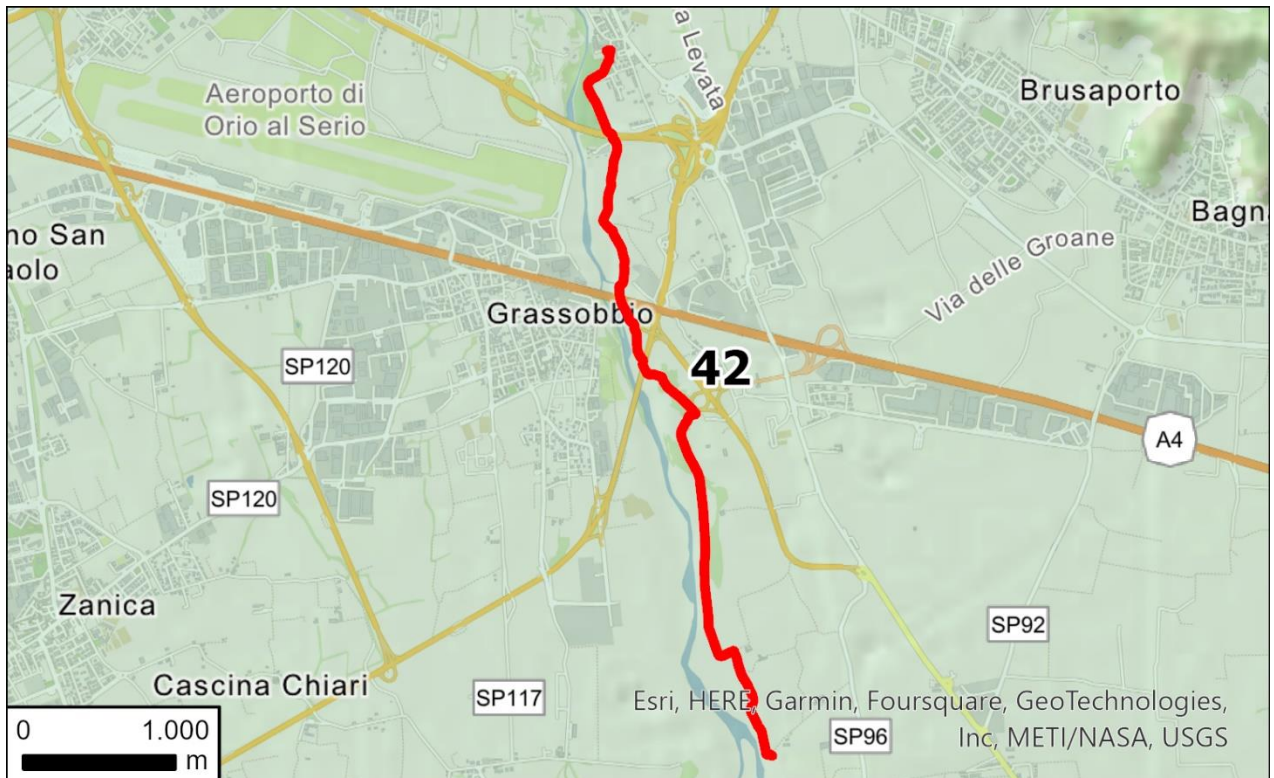 a Levata
Brusaporto
Aeroporto di
Orio al Serio
Bagn
no San
aolo
Via delle Groane
Grassobbio
SP120
42
A4
SP120
Zanica
SP92
Cascina Chiari
SP117
Esri, HERE, Garmin, Foursquare, GeoTechnologies,
Inc, METI/NASA, USGS
SP96
0 1.000
m